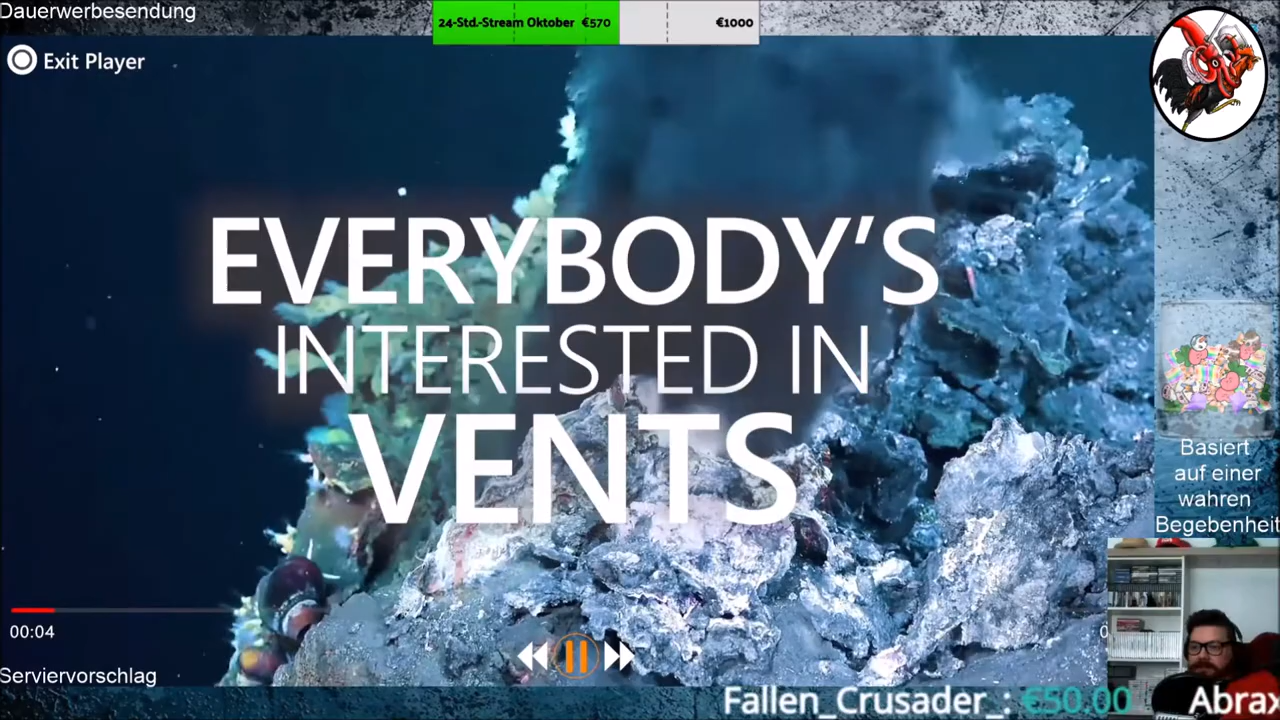 Dauerwerbesendung
24-Std.-Stream Oktober €570
€1000
Exit Player
EVERYBODY'S
INTERESTED IN
VENTS
Basiert
auf einer
wahren
Begebenheit
00:04
Serviervorschlag
Fallen_Crusader_: €50.00
Abrax